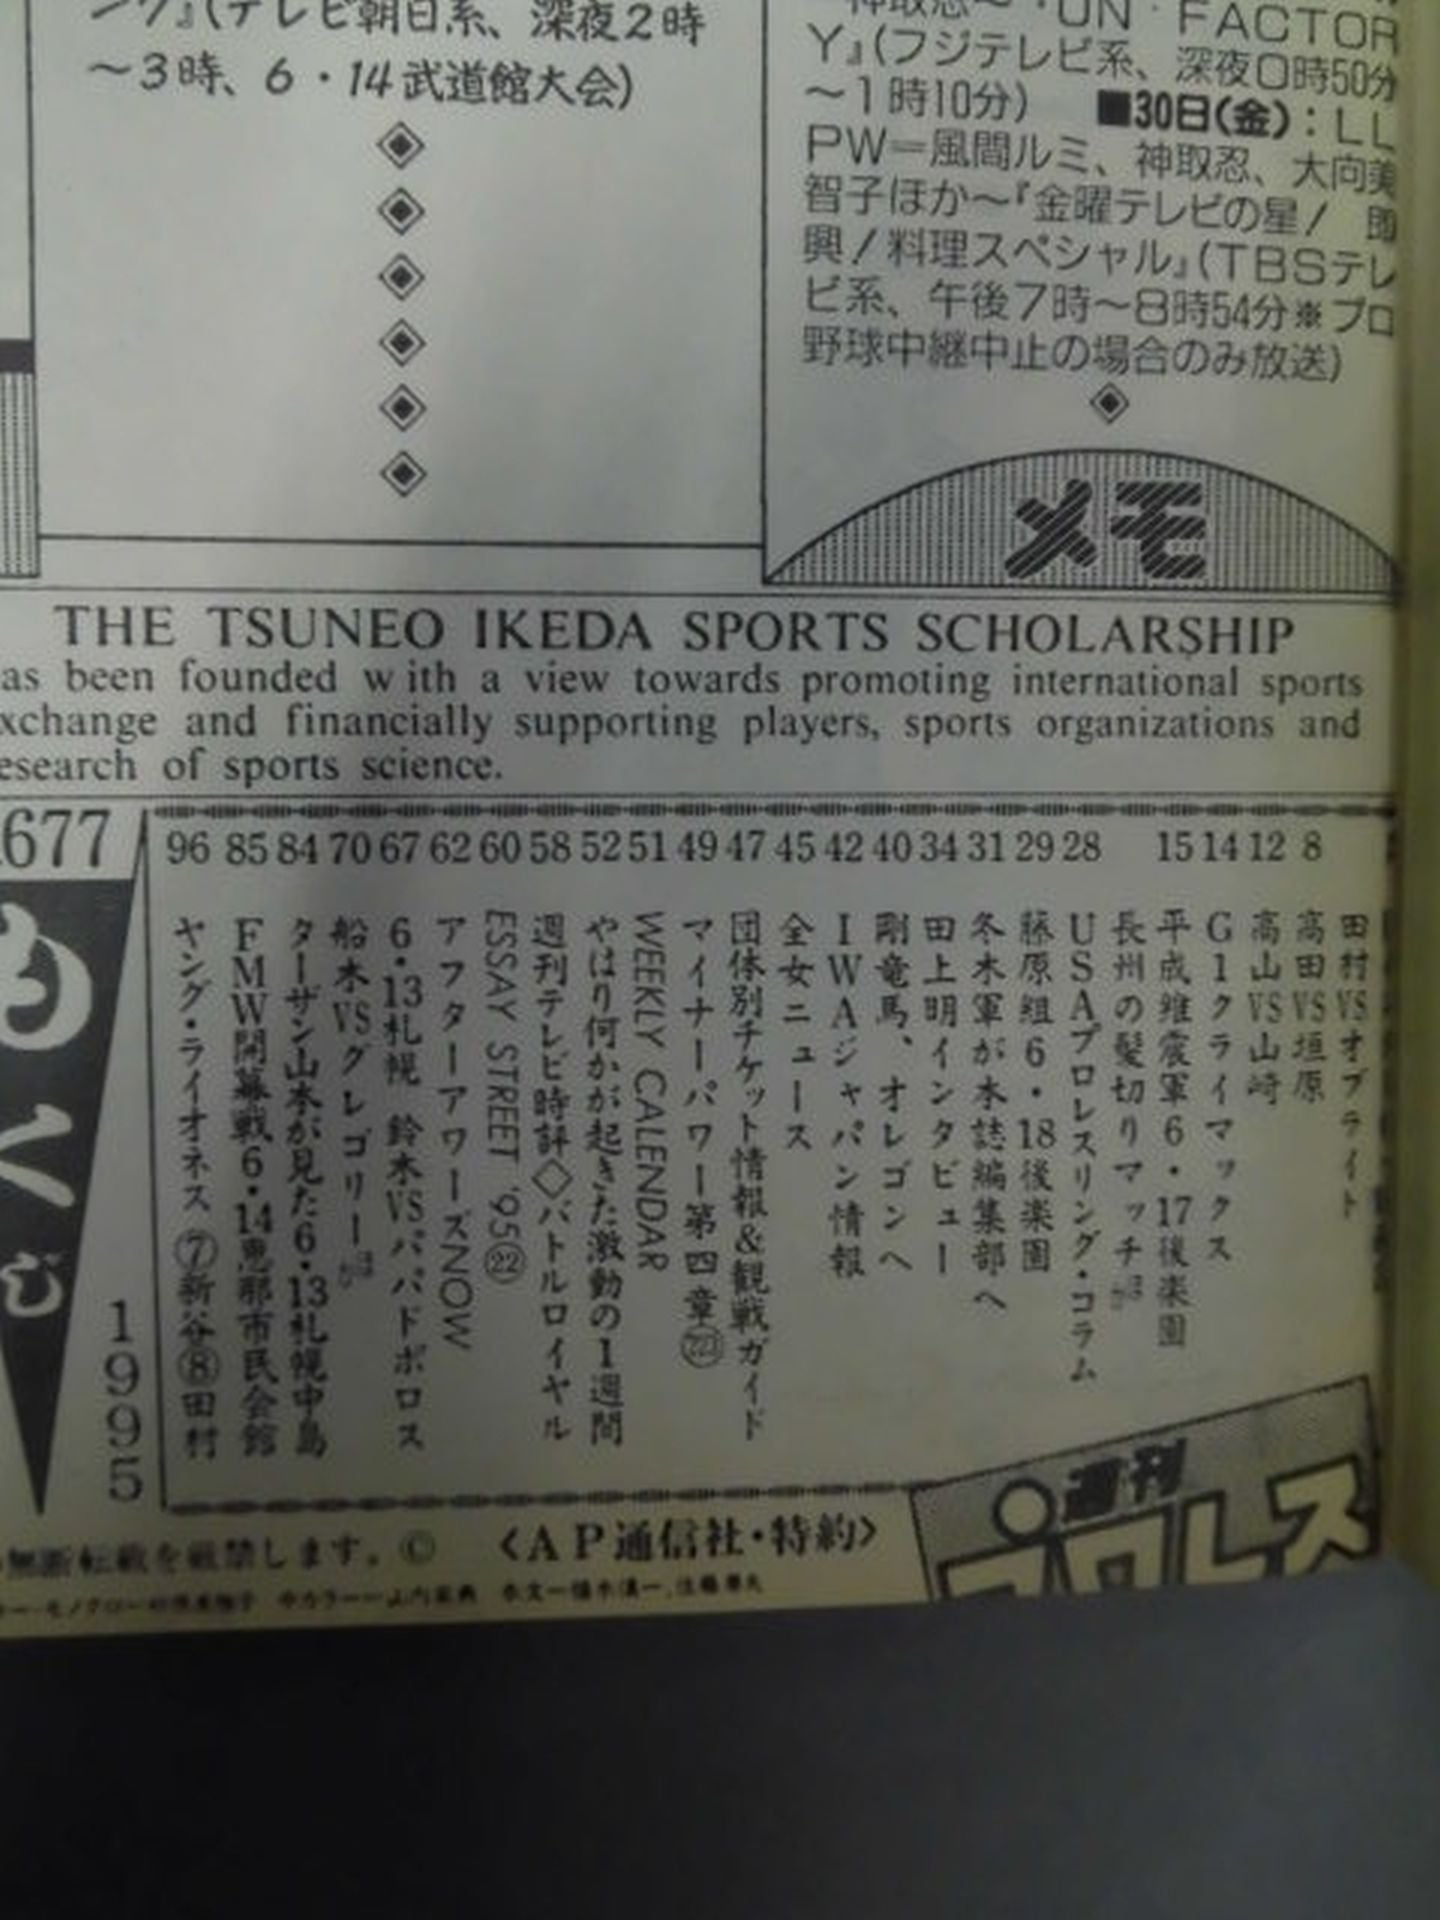 (テレビ朝日系、深夜2時
〜3時、6・14武道館大会)
FACTOR
Y』(フジテレビ系、深夜0時50分
〜1時10分) ■30日(金):LL
PW=風間ルミ、神取忍、大向美
智子ほか〜『金曜テレビの星! 即
興!料理スペシャル』(TBSテレ
ビ系、午後7時〜8時54分※プロ
野球中継中止の場合のみ放送)
メモ
THE TSUNEO IKEDA SPORTS SCHOLARSHIP
as been founded with a view towards promoting international sports
xchange and financially supporting players, sports organizations and
esearch of sports science.
677
もくじ
1995
田村VSオブライト
8 高田VS垣原
12 高山VS山崎
14 G1クライマックス
15 平成維震軍6・17後楽園
長州の髪切りマッチ
28 USAプロレスリング・コラム
29 藤原組6・18後楽園
31 冬木軍が本誌編集部へ
34 田上明インタビュー
40 剛竜馬、オレゴンへ
42 IWAジャパン情報
45 全女ニュース
47 団体別チケット情報&観戦ガイド
49 マイナーパワー第四章
51 WEEKLY CALENDAR
52 やはり何かが起きた激動の1週間
58 週刊テレビ時評◇バトルロイヤル
60 ESSAY STREET '95㉒
62 アフターアワーズNOW
67 6・13札幌 鈴木VSパパドポロス
70 船木VSグレゴリー
84 ターザン山本が見た6・13札幌中島
85 FMW開幕戦6・14恵那市民会館
96 ヤング・ライオネス⑦新谷⑧田村
無断転載を厳禁します。© 〈AP通信社・特約〉
週刊プロレス